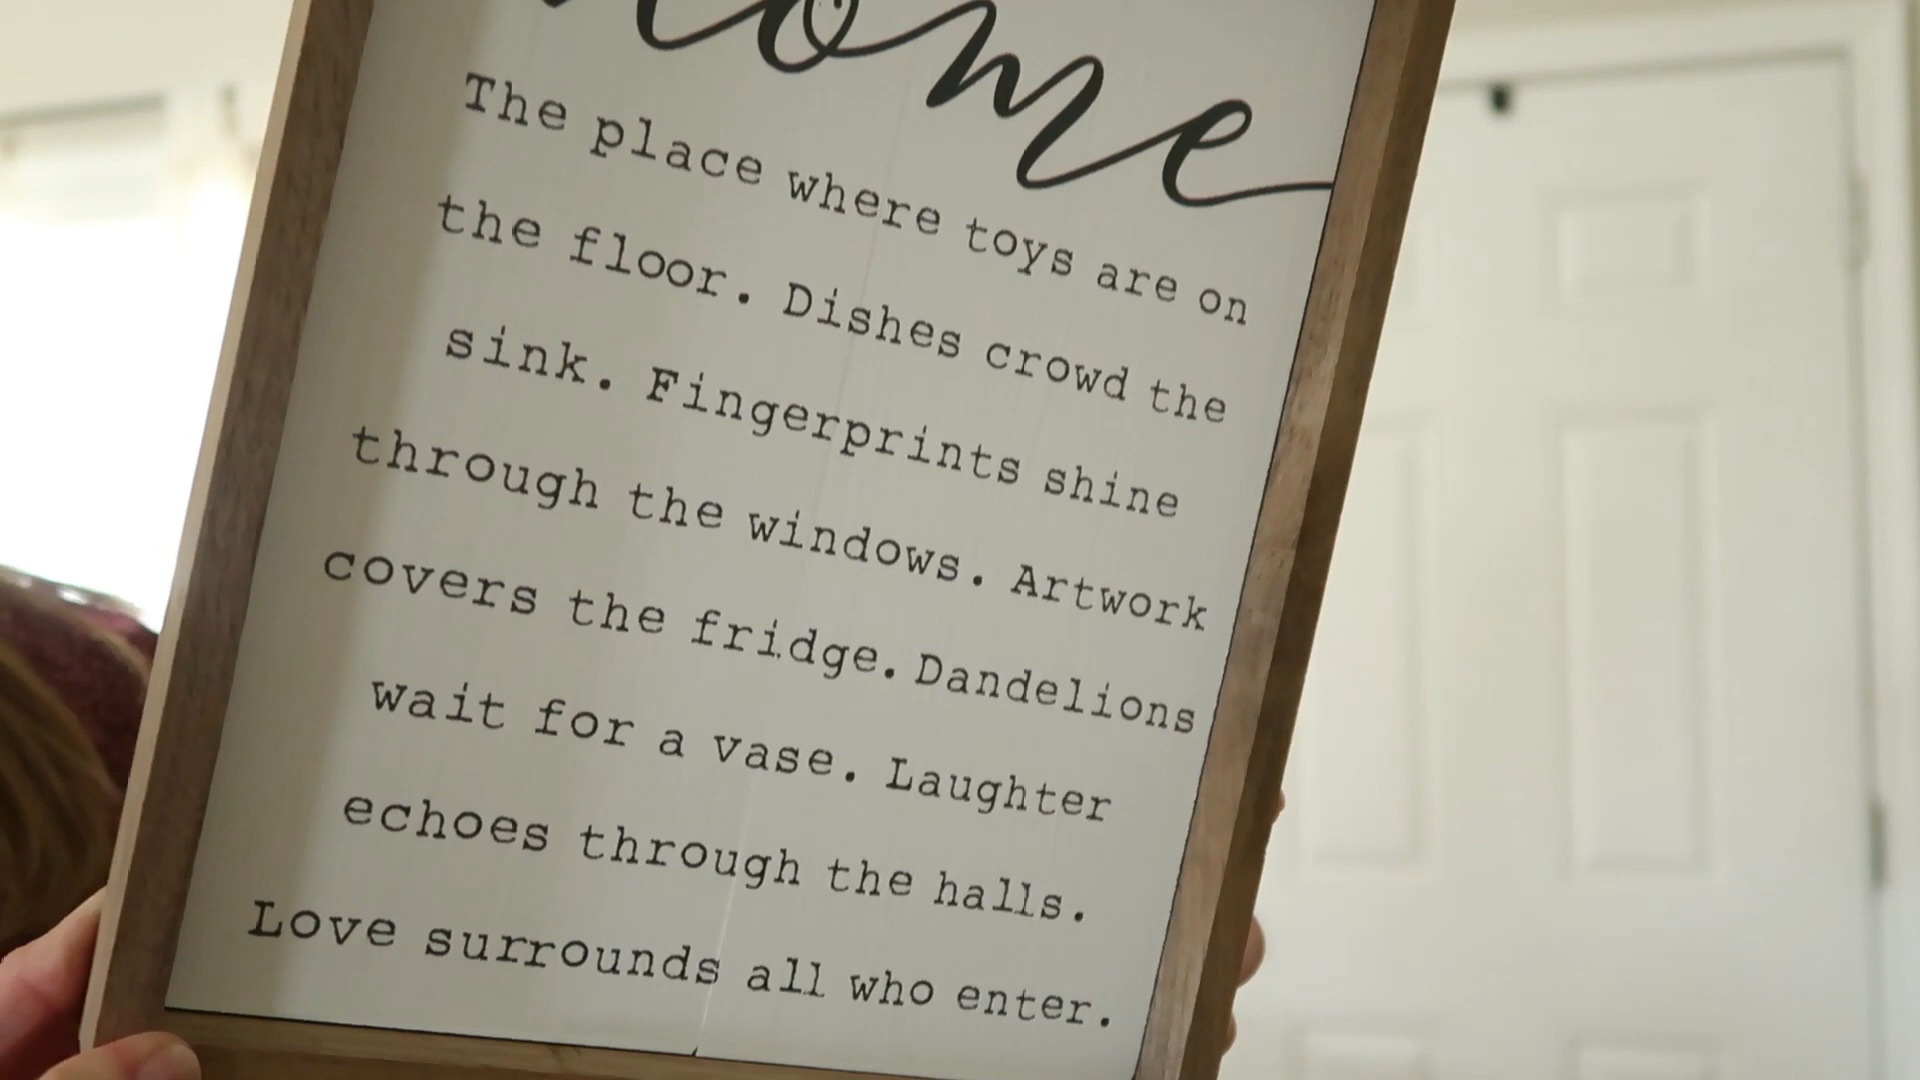 home
The place where toys are on
the floor. Dishes crowd the
sink. Fingerprints shine
through the windows. Artwork
covers the fridge. Dandelions
wait for a vase. Laughter
echoes through the halls.
Love surrounds all who enter.